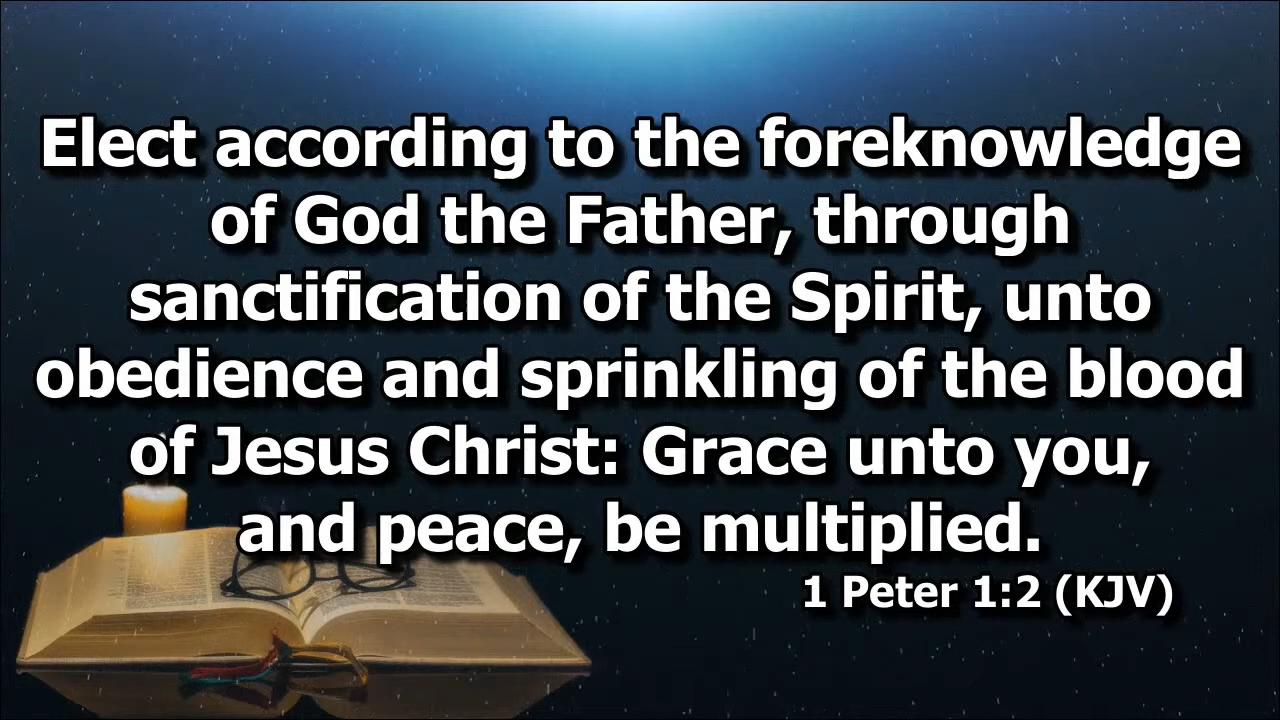 Elect according to the foreknowledge
of God the Father, through
sanctification of the Spirit, unto
obedience and sprinkling of the blood
of Jesus Christ: Grace unto you,
and peace, be multiplied.
1 Peter 1:2 (KJV)